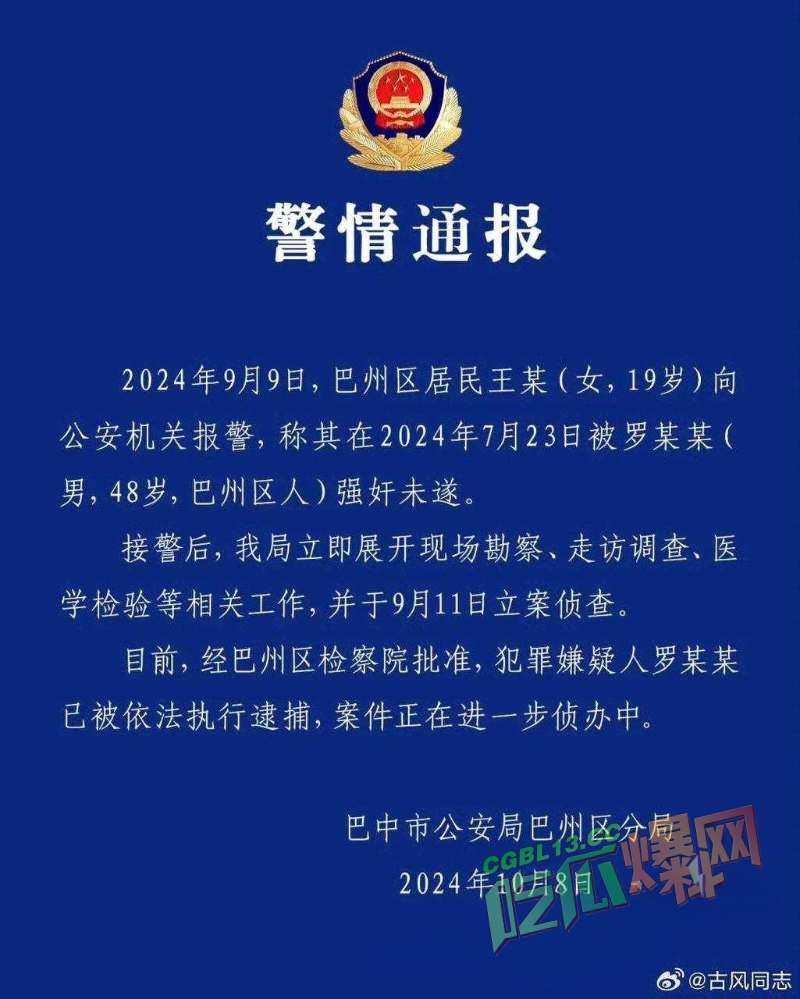 警情通报
2024年9月9日，巴州区居民王某（女，19岁）向
公安机关报警，称其在2024年7月23日被罗某某（
男，48岁，巴州区人）强奸未遂。
接警后，我局立即展开现场勘察、走访调查、医
学检验等相关工作，并于9月11日立案侦查。
目前，经巴州区检察院批准，犯罪嫌疑人罗某某
已被依法执行逮捕，案件正在进一步侦办中。
巴中市公安局巴州区分局
2024年10月8日
CGBL13.CC
吃瓜爆料网
@古风同志